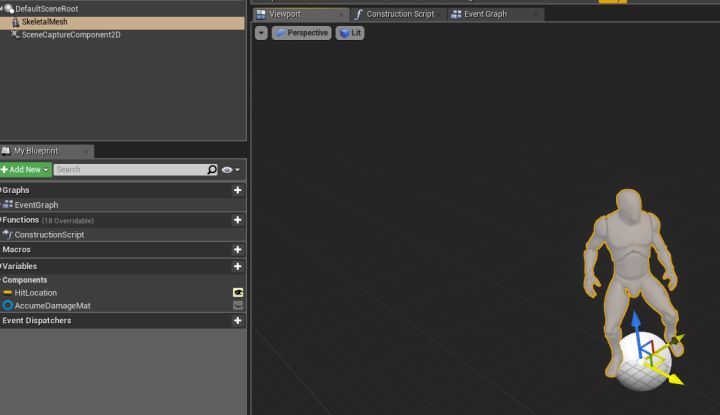 DefaultSceneRoot
SkeletalMesh
SceneCaptureComponent2D
My Blueprint
+ Add New
Search
Graphs
EventGraph
Functions (18 Overridable)
ConstructionScript
Macros
Variables
Components
HitLocation
AccumeDamageMat
Event Dispatchers
Viewport
Construction Script
Event Graph
Perspective
Lit